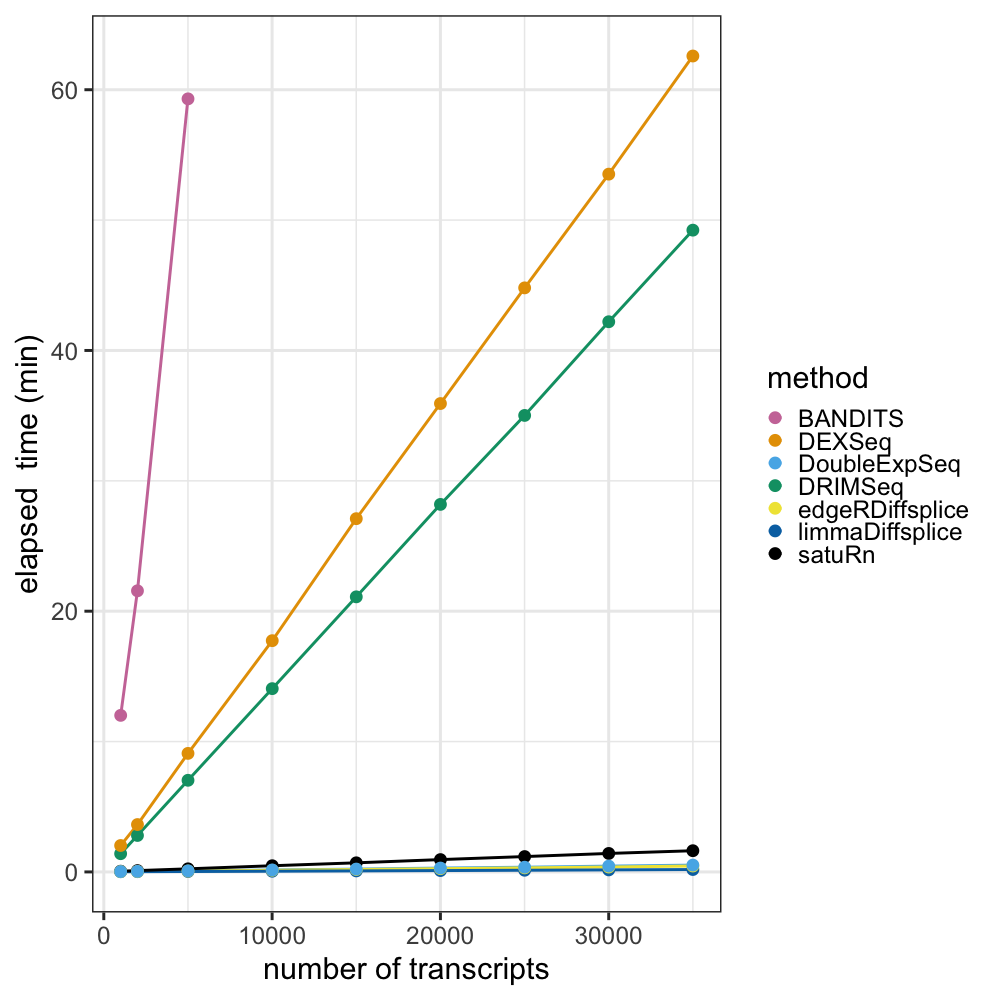 60
40
20
0
0
10000
20000
30000
number of transcripts
elapsed  time (min)
method
BANDITS
DEXSeq
DoubleExpSeq
DRIMSeq
edgeRDiffsplice
limmaDiffsplice
satuRn